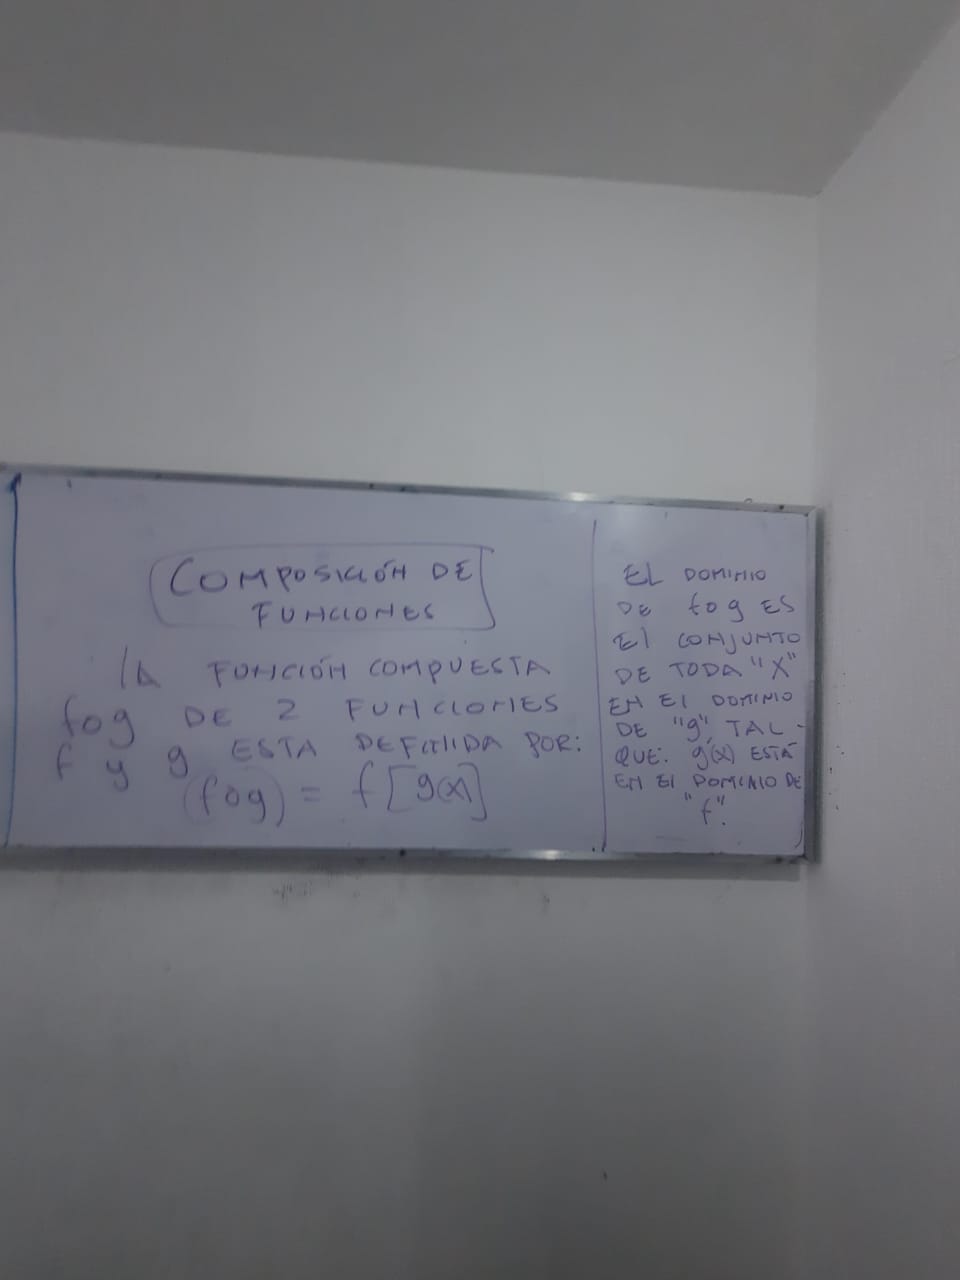 COMPOSICIÓN DE
FUNCIONES
LA FUNCIÓN COMPUESTA
fog DE 2 FUNCIONES
f y g ESTA DEFINIDA POR:
(fog) = f[g(x)]
EL DOMINIO
DE fog ES
El CONJUNTO
DE TODA "X"
EN El DOMINIO
DE "g", TAL -
QUE: g(x) ESTÁ
EN El DOMINIO DE
"f".